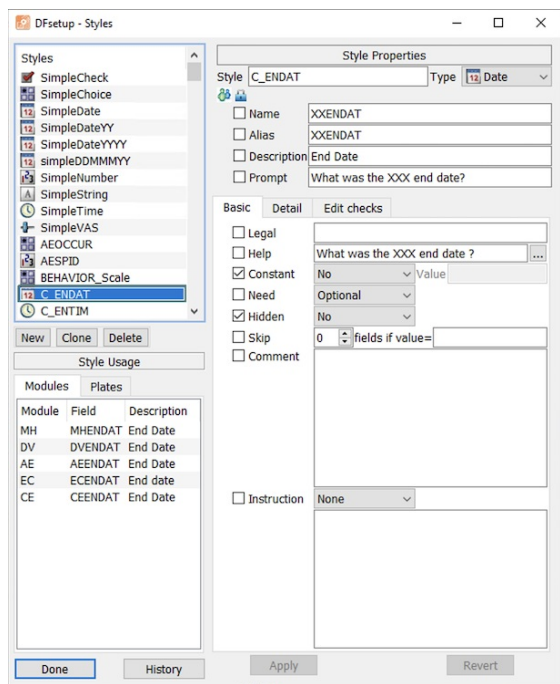 DFsetup - Styles
Styles
SimpleCheck
SimpleChoice
SimpleDate
SimpleDateYY
SimpleDateYYYY
simpleDDMMMYY
SimpleNumber
SimpleString
SimpleTime
SimpleVAS
AEOCCUR
AESPID
BEHAVIOR_Scale
C_ENDAT
C_ENTIM
New Clone Delete
Style Usage
Modules Plates
Module Field Description
MH MHENDAT End Date
DV DVENDAT End Date
AE AEENDAT End Date
EC ECENDAT End date
CE CEENDAT End Date
Done History
Style Properties
Style C_ENDAT Type 12 Date
Name XXENDAT
Alias XXENDAT
Description End Date
Prompt What was the XXX end date?
Basic Detail Edit checks
Legal
Help What was the XXX end date ? ...
Constant No Value
Need Optional
Hidden No
Skip 0 fields if value=
Comment
Instruction None
Apply Revert